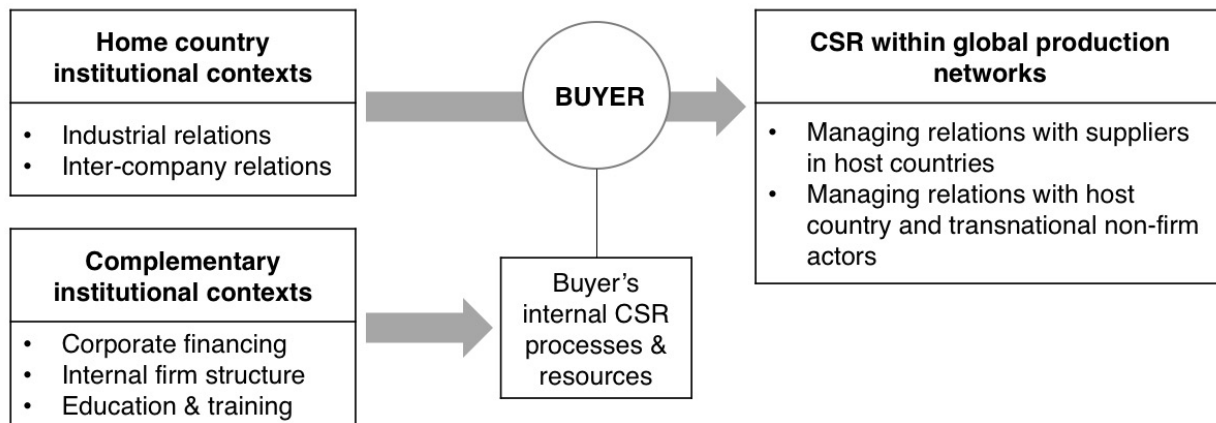 Home country
institutional contexts
• Industrial relations
• Inter-company relations
BUYER
CSR within global production
networks
• Managing relations with suppliers
in host countries
• Managing relations with host
country and transnational non-firm
actors
Complementary
institutional contexts
• Corporate financing
• Internal firm structure
• Education & training
Buyer’s
internal CSR
processes &
resources